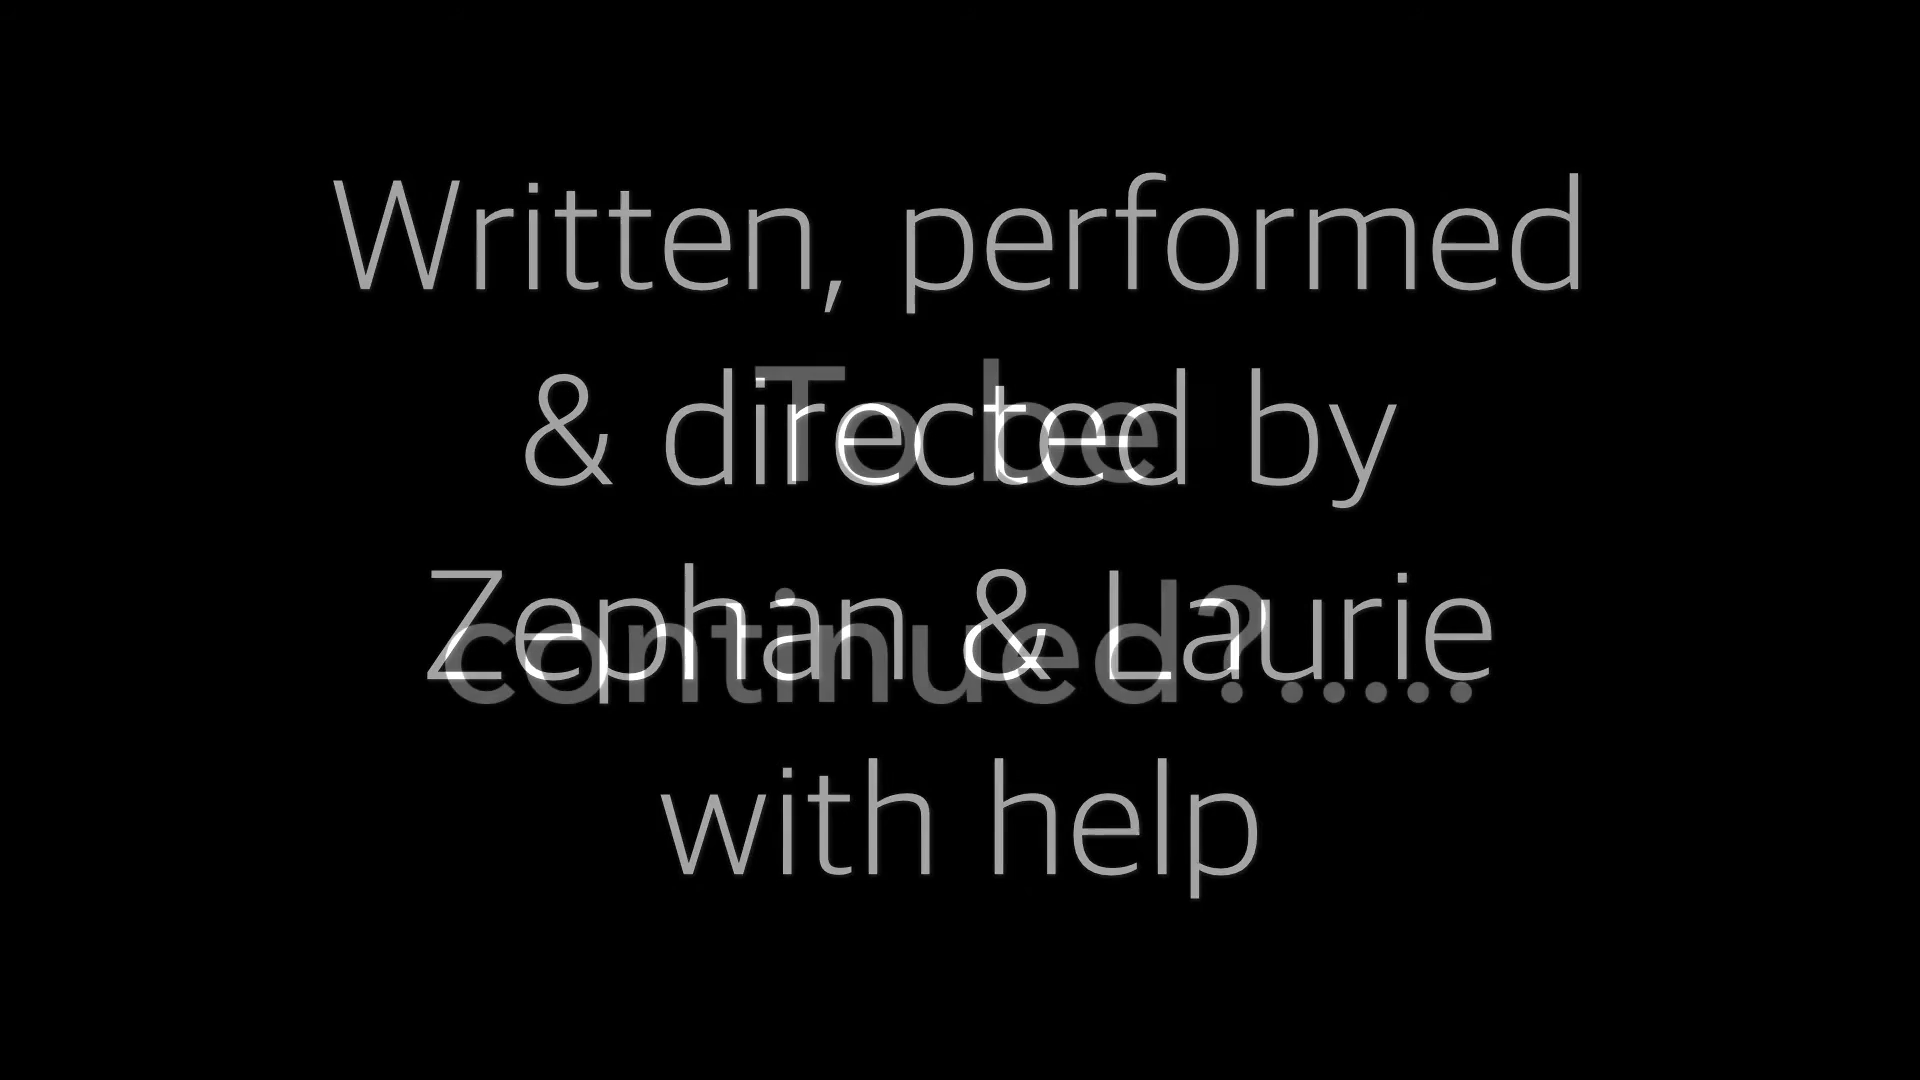 Written, performed
& directed by
Zephan & Laurie
with help
To be
continued?.....